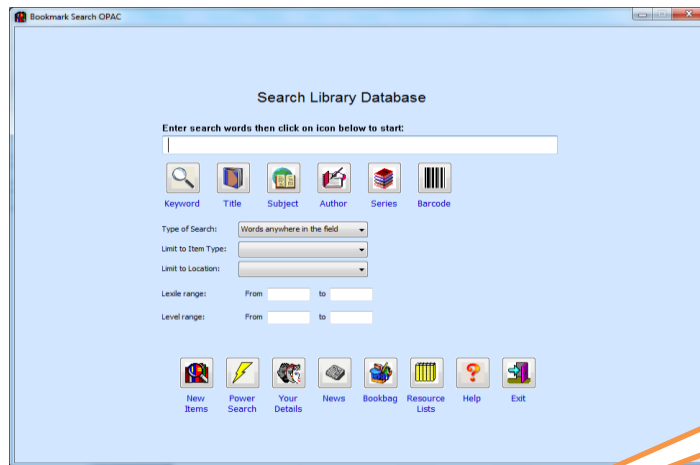 Bookmark Search OPAC
Search Library Database
Enter search words then click on icon below to start:
Keyword Title Subject Author Series Barcode
Type of Search: Words anywhere in the field
Limit to Item Type:
Limit to Location:
Lexile range: From to
Level range: From to
New Items Power Search Your Details News Bookbag Resource Lists Help Exit